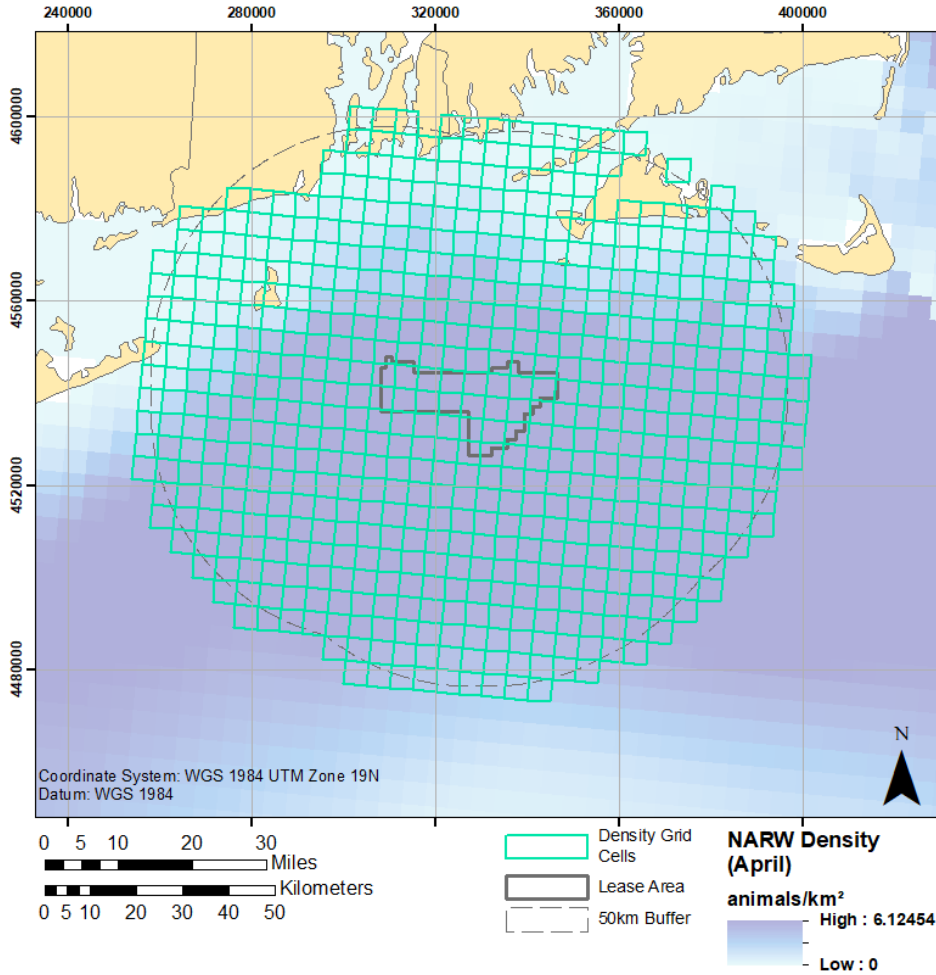 240000 280000 320000 360000 400000
4600000
4560000
4520000
4480000
N
Coordinate System: WGS 1984 UTM Zone 19N
Datum: WGS 1984
0 5 10 20 30
Miles
Kilometers
0 5 10 20 30 40 50
Density Grid
Cells
Lease Area
50km Buffer
NARW Density
(April)
animals/km²
High : 6.12454
Low : 0